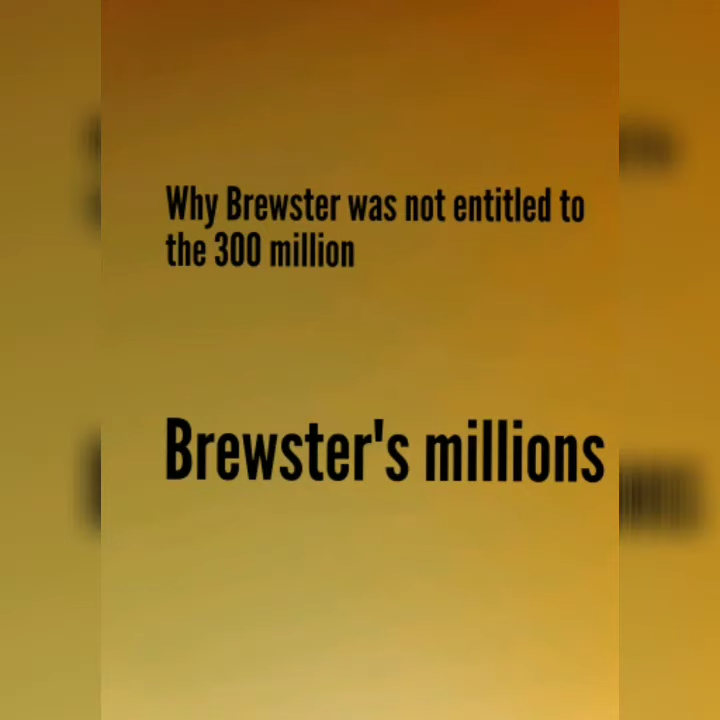 Why Brewster was not entitled to
the 300 million
Brewster's millions